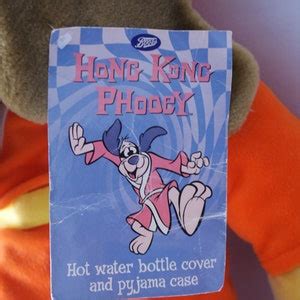 Boots
HONG KONG
PHOOEY
Hot water bottle cover
and pyjama case